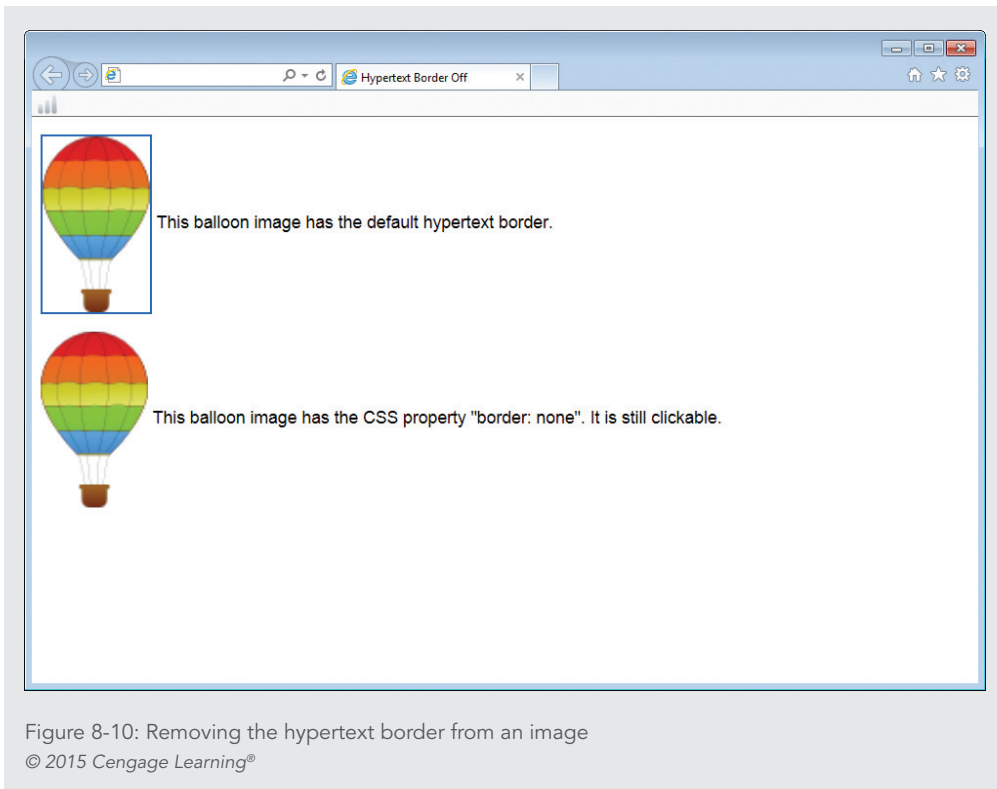 Hypertext Border Off
This balloon image has the default hypertext border.
This balloon image has the CSS property "border: none". It is still clickable.
Figure 8-10: Removing the hypertext border from an image
© 2015 Cengage Learning®